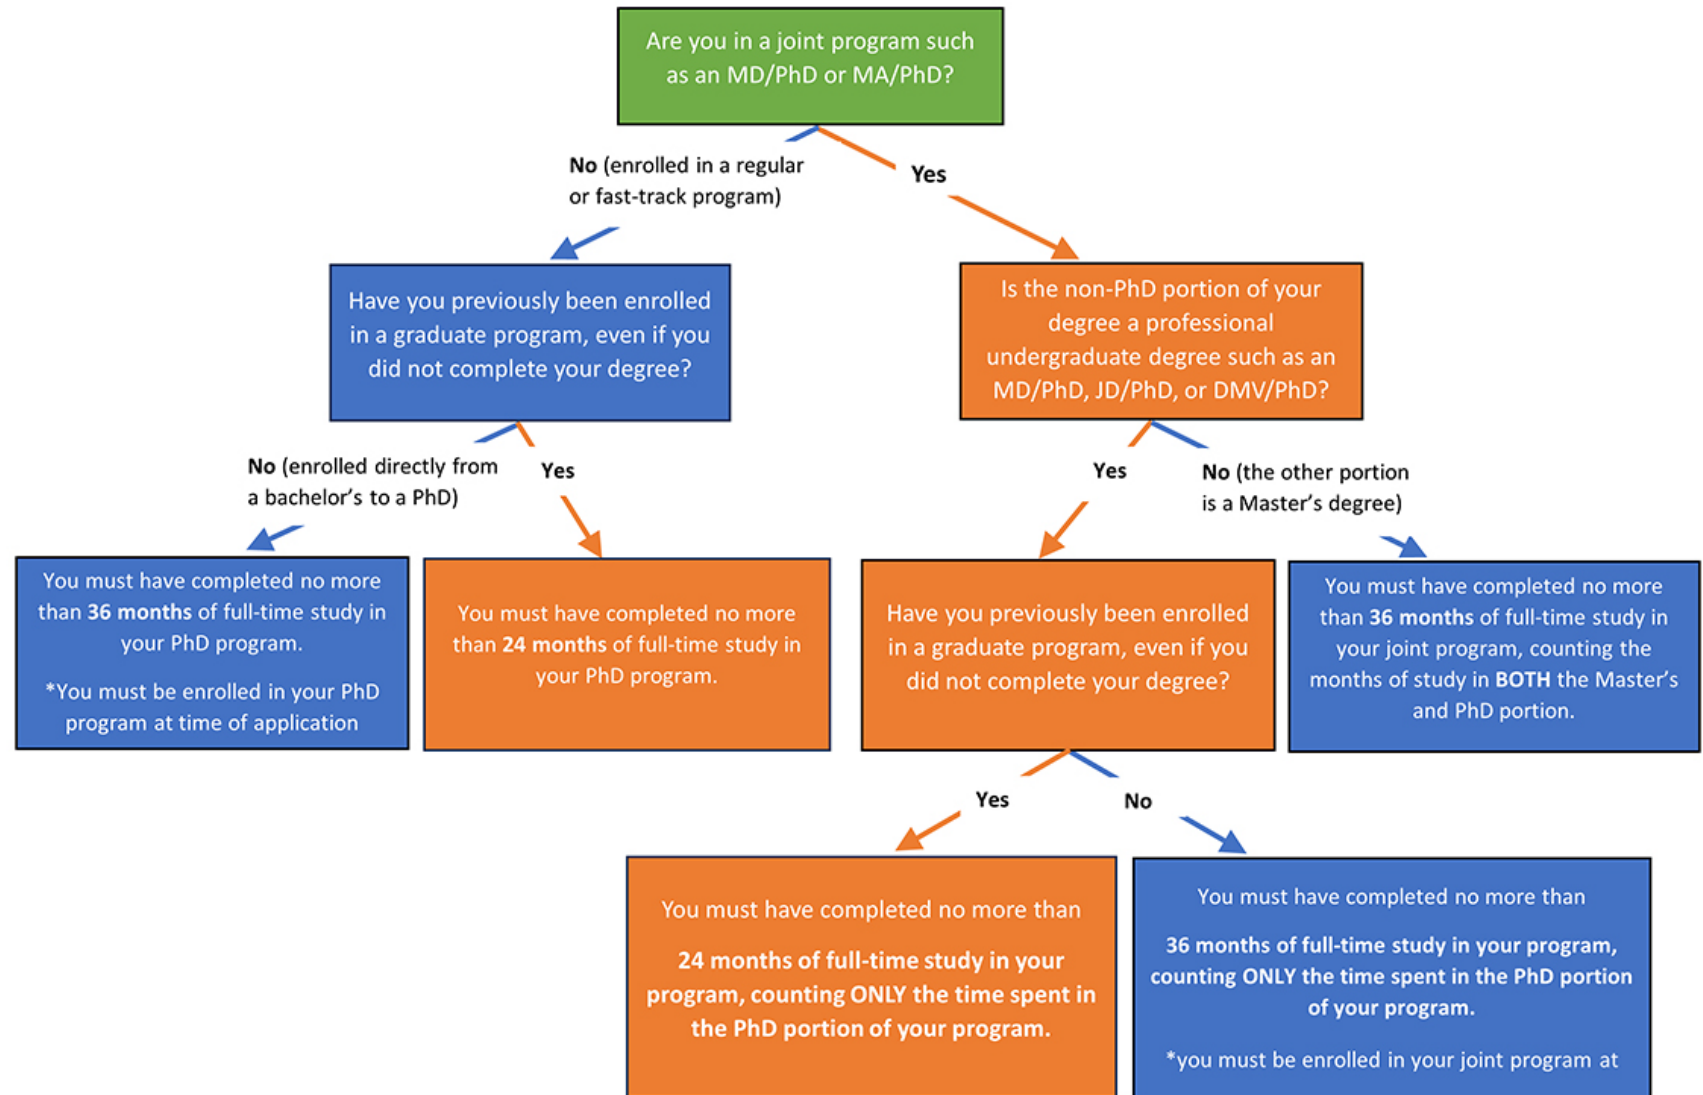 Are you in a joint program such
as an MD/PhD or MA/PhD?
No (enrolled in a regular
or fast-track program)
Yes
Have you previously been enrolled
in a graduate program, even if you
did not complete your degree?
Is the non-PhD portion of your
degree a professional
undergraduate degree such as an
MD/PhD, JD/PhD, or DMV/PhD?
No (enrolled directly from
a bachelor's to a PhD)
Yes
Yes
No (the other portion
is a Master's degree)
You must have completed no more
than 36 months of full-time study in
your PhD program.
*You must be enrolled in your PhD
program at time of application
You must have completed no more
than 24 months of full-time study in
your PhD program.
Have you previously been enrolled
in a graduate program, even if you
did not complete your degree?
You must have completed no more
than 36 months of full-time study in
your joint program, counting the
months of study in BOTH the Master's
and PhD portion.
Yes
No
You must have completed no more than
24 months of full-time study in your
program, counting ONLY the time spent in
the PhD portion of your program.
You must have completed no more than
36 months of full-time study in your program,
counting ONLY the time spent in the PhD portion
of your program.
*you must be enrolled in your joint program at